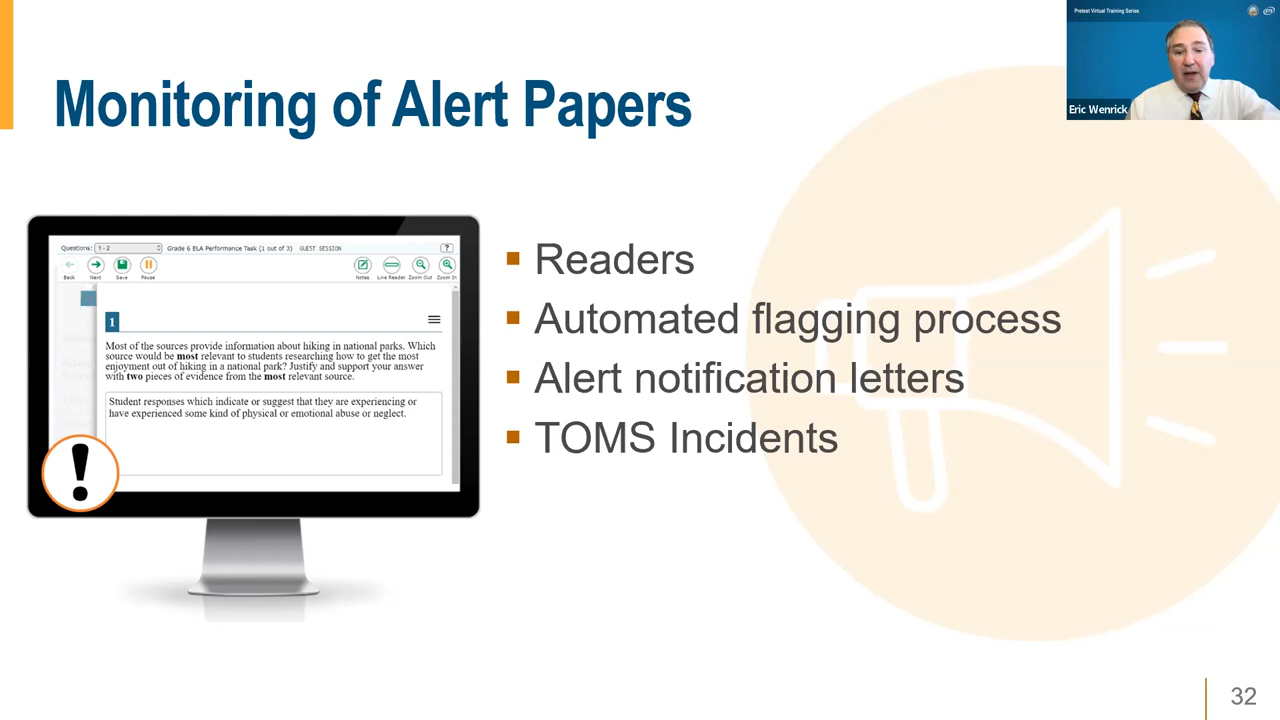 Pretest Virtual Training Series
ETS
Eric Wenrick
Monitoring of Alert Papers
Questions: 1 - 2 Grade 6 ELA Performance Task (1 out of 3) GUEST SESSION ?
Back Next Save Pause Notes Line Reader Zoom Out Zoom In
1
Most of the sources provide information about hiking in national parks. Which
source would be most relevant to students researching how to get the most
enjoyment out of hiking in a national park? Justify and support your answer
with two pieces of evidence from the most relevant source.
Student responses which indicate or suggest that they are experiencing or
have experienced some kind of physical or emotional abuse or neglect.
!
Readers
Automated flagging process
Alert notification letters
TOMS Incidents
32